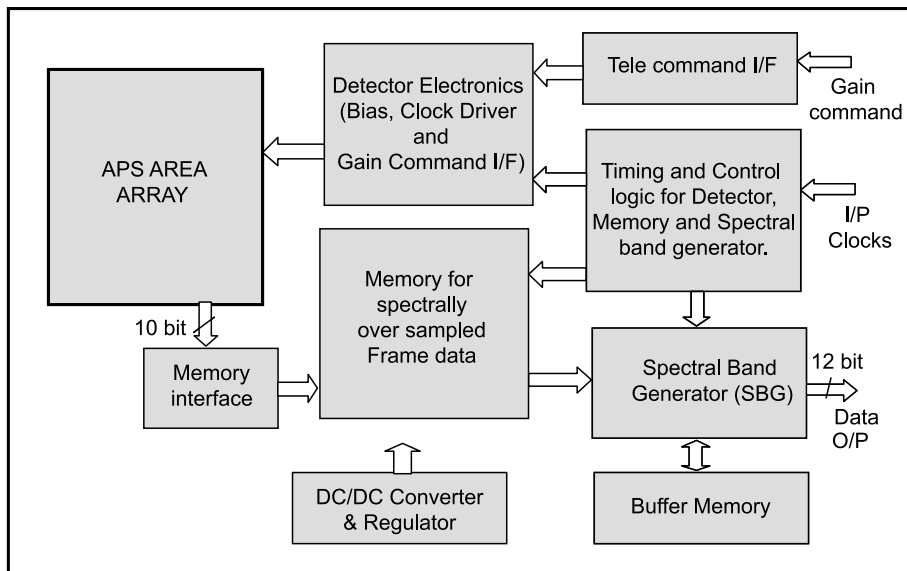 APS AREA
ARRAY
Detector Electronics
(Bias, Clock Driver
and
Gain Command I/F)
Tele command I/F
Gain
command
Timing and Control
logic for Detector,
Memory and Spectral
band generator.
I/P
Clocks
10 bit
Memory
interface
Memory for
spectrally
over sampled
Frame data
Spectral Band
Generator (SBG)
12 bit
Data
O/P
DC/DC Converter
& Regulator
Buffer Memory